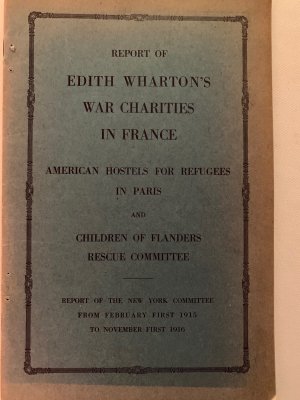 REPORT OF
EDITH WHARTON'S
WAR CHARITIES
IN FRANCE
AMERICAN HOSTELS FOR REFUGEES
IN PARIS
AND
CHILDREN OF FLANDERS
RESCUE COMMITTEE
REPORT OF THE NEW YORK COMMITTEE
FROM FEBRUARY FIRST 1915
TO NOVEMBER FIRST 1916